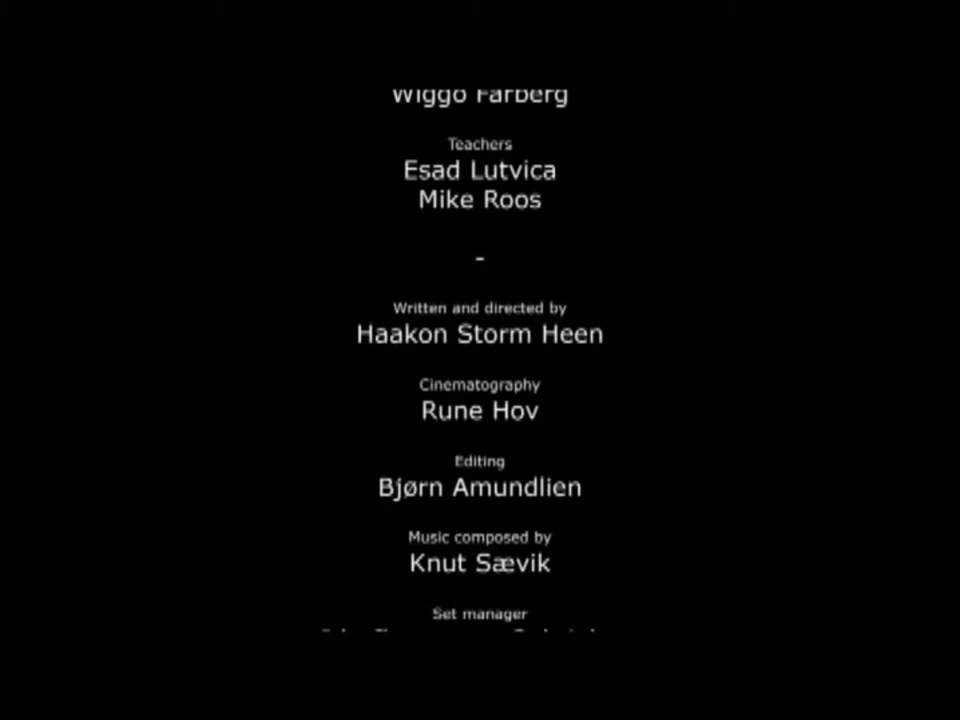 Wiggo Farberg
Teachers
Esad Lutvica
Mike Roos
-
Written and directed by
Haakon Storm Heen
Cinematography
Rune Hov
Editing
Bjørn Amundlien
Music composed by
Knut Sævik
Set manager